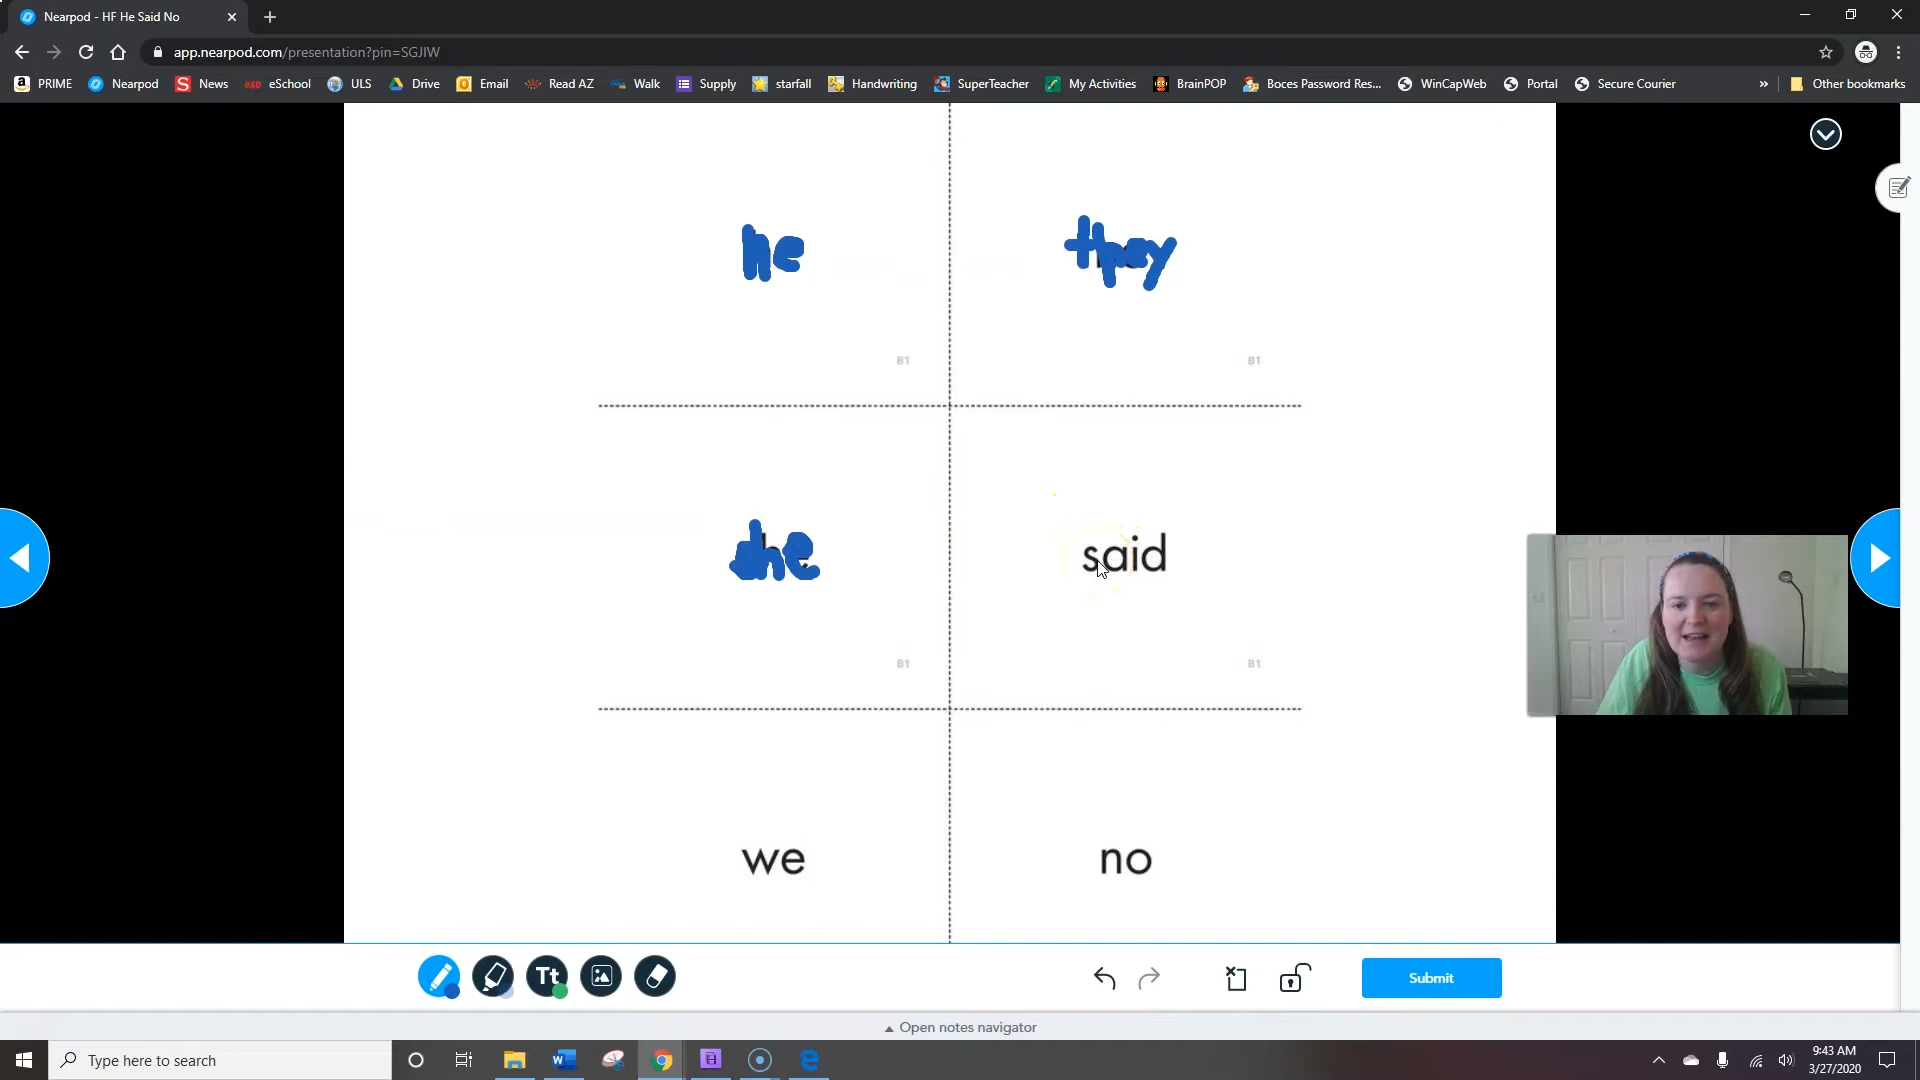 Nearpod - HF He Said No
app.nearpod.com/presentation?pin=SGJIW
PRIME Nearpod News eSchool ULS Drive Email Read AZ Walk Supply starfall Handwriting SuperTeacher My Activities BrainPOP Boces Password Res... WinCapWeb Portal Secure Courier » Other bookmarks
he they
B1 B1
she said
B1 B1
we no
Tt Submit
Open notes navigator
Type here to search
9:43 AM
3/27/2020